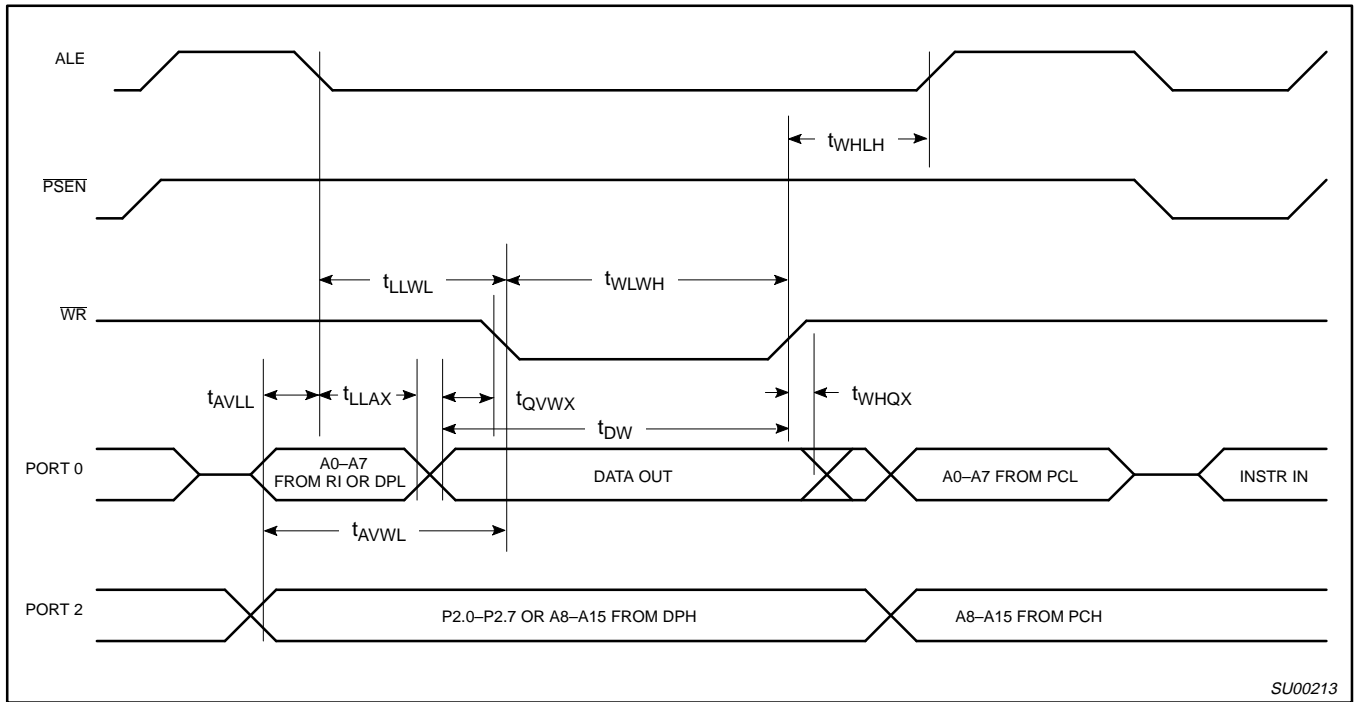 ALE
tWHLH
PSEN
tLLWL
tWLWH
WR
tAVLL
tLLAX
tQVWX
tWHQX
tDW
PORT 0
A0–A7
FROM RI OR DPL
DATA OUT
A0–A7 FROM PCL
INSTR IN
tAVWL
PORT 2
P2.0–P2.7 OR A8–A15 FROM DPH
A8–A15 FROM PCH
SU00213